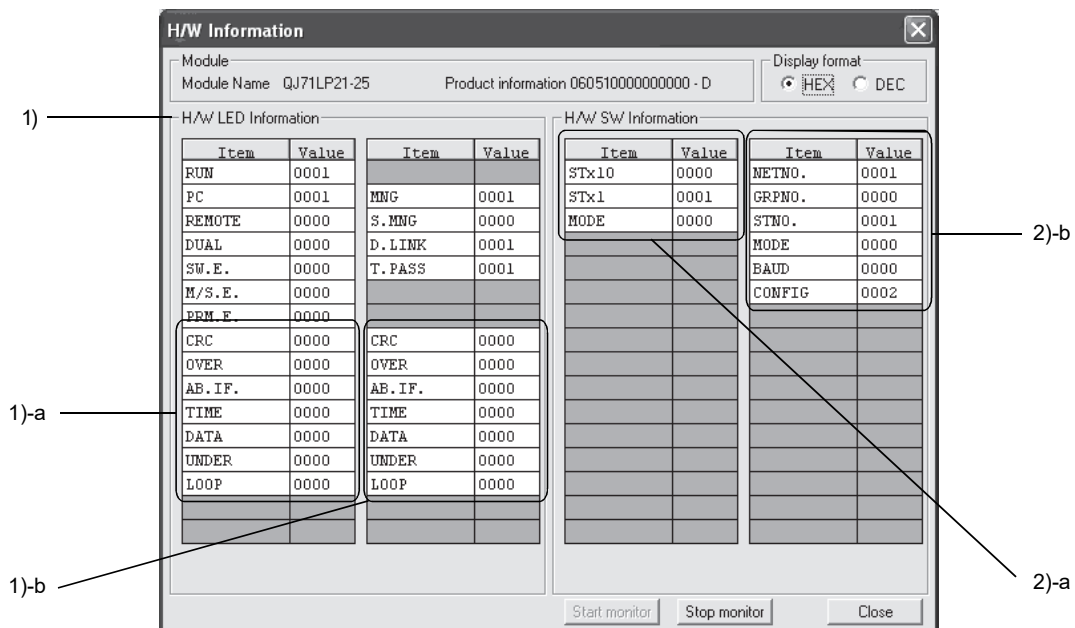 H/W Information
Module
Module Name QJ71LP21-25 Product information 060510000000000 - D
Display format
HEX DEC
1)
H/W LED Information
Item Value Item Value
RUN 0001
PC 0001 MNG 0001
REMOTE 0000 S.MNG 0000
DUAL 0000 D.LINK 0001
SW.E. 0000 T.PASS 0001
M/S.E. 0000
PRM.E. 0000
CRC 0000 CRC 0000
OVER 0000 OVER 0000
AB.IF. 0000 AB.IF. 0000
TIME 0000 TIME 0000
DATA 0000 DATA 0000
UNDER 0000 UNDER 0000
LOOP 0000 LOOP 0000
1)-a
1)-b
H/W SW Information
Item Value Item Value
STx10 0000 NETNO. 0001
STx1 0001 GRPNO. 0000
MODE 0000 STNO. 0001
MODE 0000
BAUD 0000
CONFIG 0002
2)-b
2)-a
Start monitor Stop monitor Close